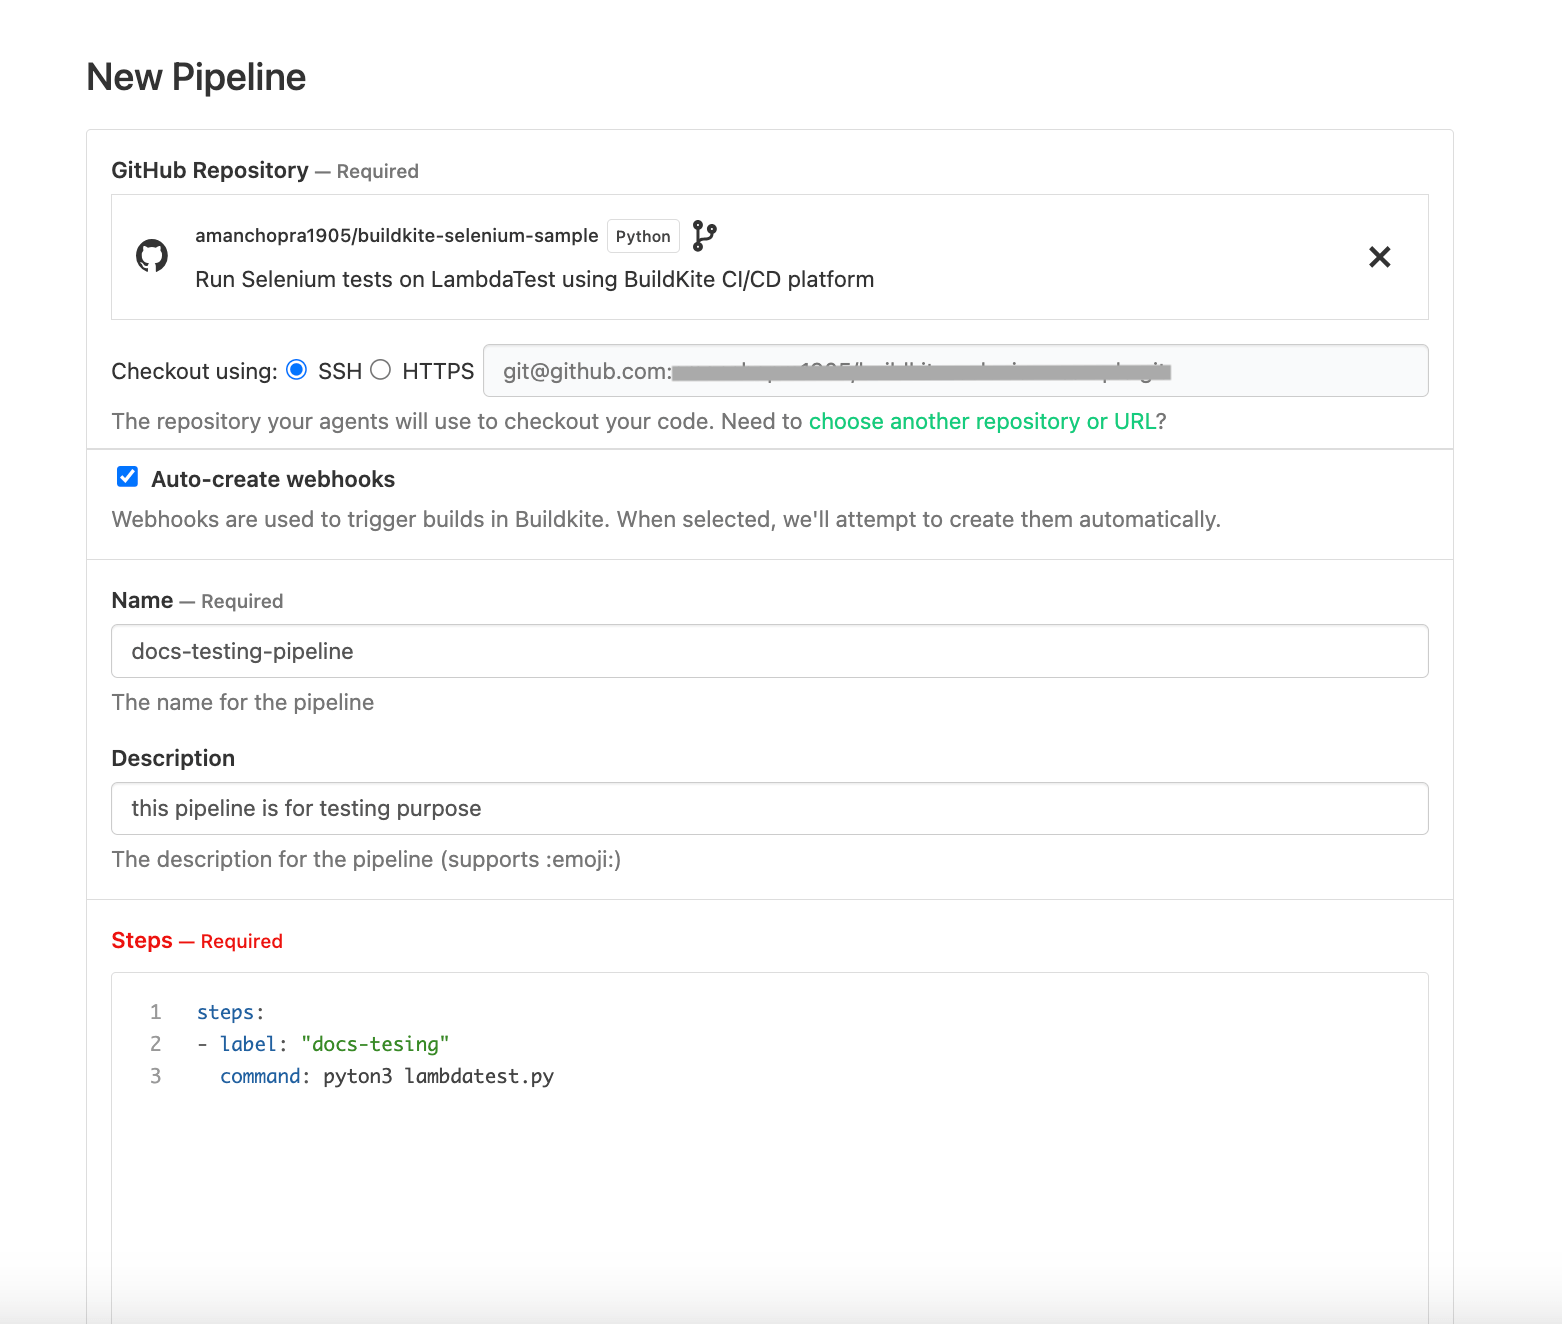 New Pipeline
GitHub Repository — Required
amanchopra1905/buildkite-selenium-sample Python
Run Selenium tests on LambdaTest using BuildKite CI/CD platform
Checkout using: SSH HTTPS git@github.com:
The repository your agents will use to checkout your code. Need to choose another repository or URL?
Auto-create webhooks
Webhooks are used to trigger builds in Buildkite. When selected, we'll attempt to create them automatically.
Name — Required
docs-testing-pipeline
The name for the pipeline
Description
this pipeline is for testing purpose
The description for the pipeline (supports :emoji:)
Steps — Required
1 steps:
2 - label: "docs-tesing"
3 command: pyton3 lambdatest.py